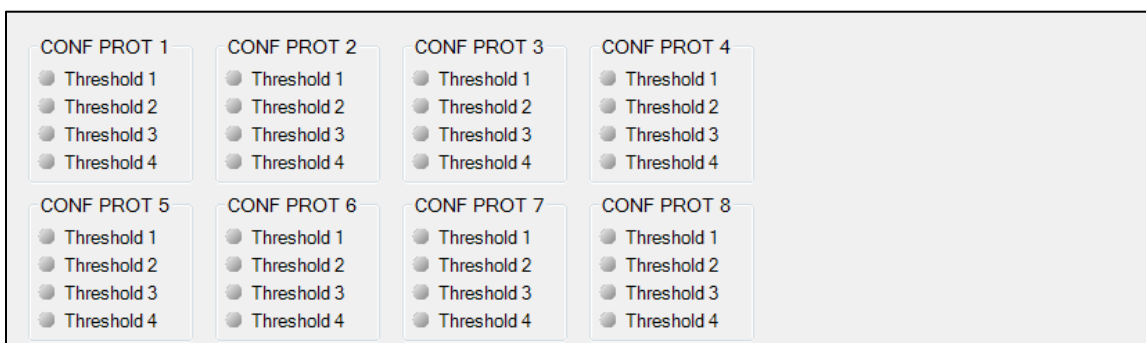 CONF PROT 1
Threshold 1
Threshold 2
Threshold 3
Threshold 4
CONF PROT 2
Threshold 1
Threshold 2
Threshold 3
Threshold 4
CONF PROT 3
Threshold 1
Threshold 2
Threshold 3
Threshold 4
CONF PROT 4
Threshold 1
Threshold 2
Threshold 3
Threshold 4
CONF PROT 5
Threshold 1
Threshold 2
Threshold 3
Threshold 4
CONF PROT 6
Threshold 1
Threshold 2
Threshold 3
Threshold 4
CONF PROT 7
Threshold 1
Threshold 2
Threshold 3
Threshold 4
CONF PROT 8
Threshold 1
Threshold 2
Threshold 3
Threshold 4